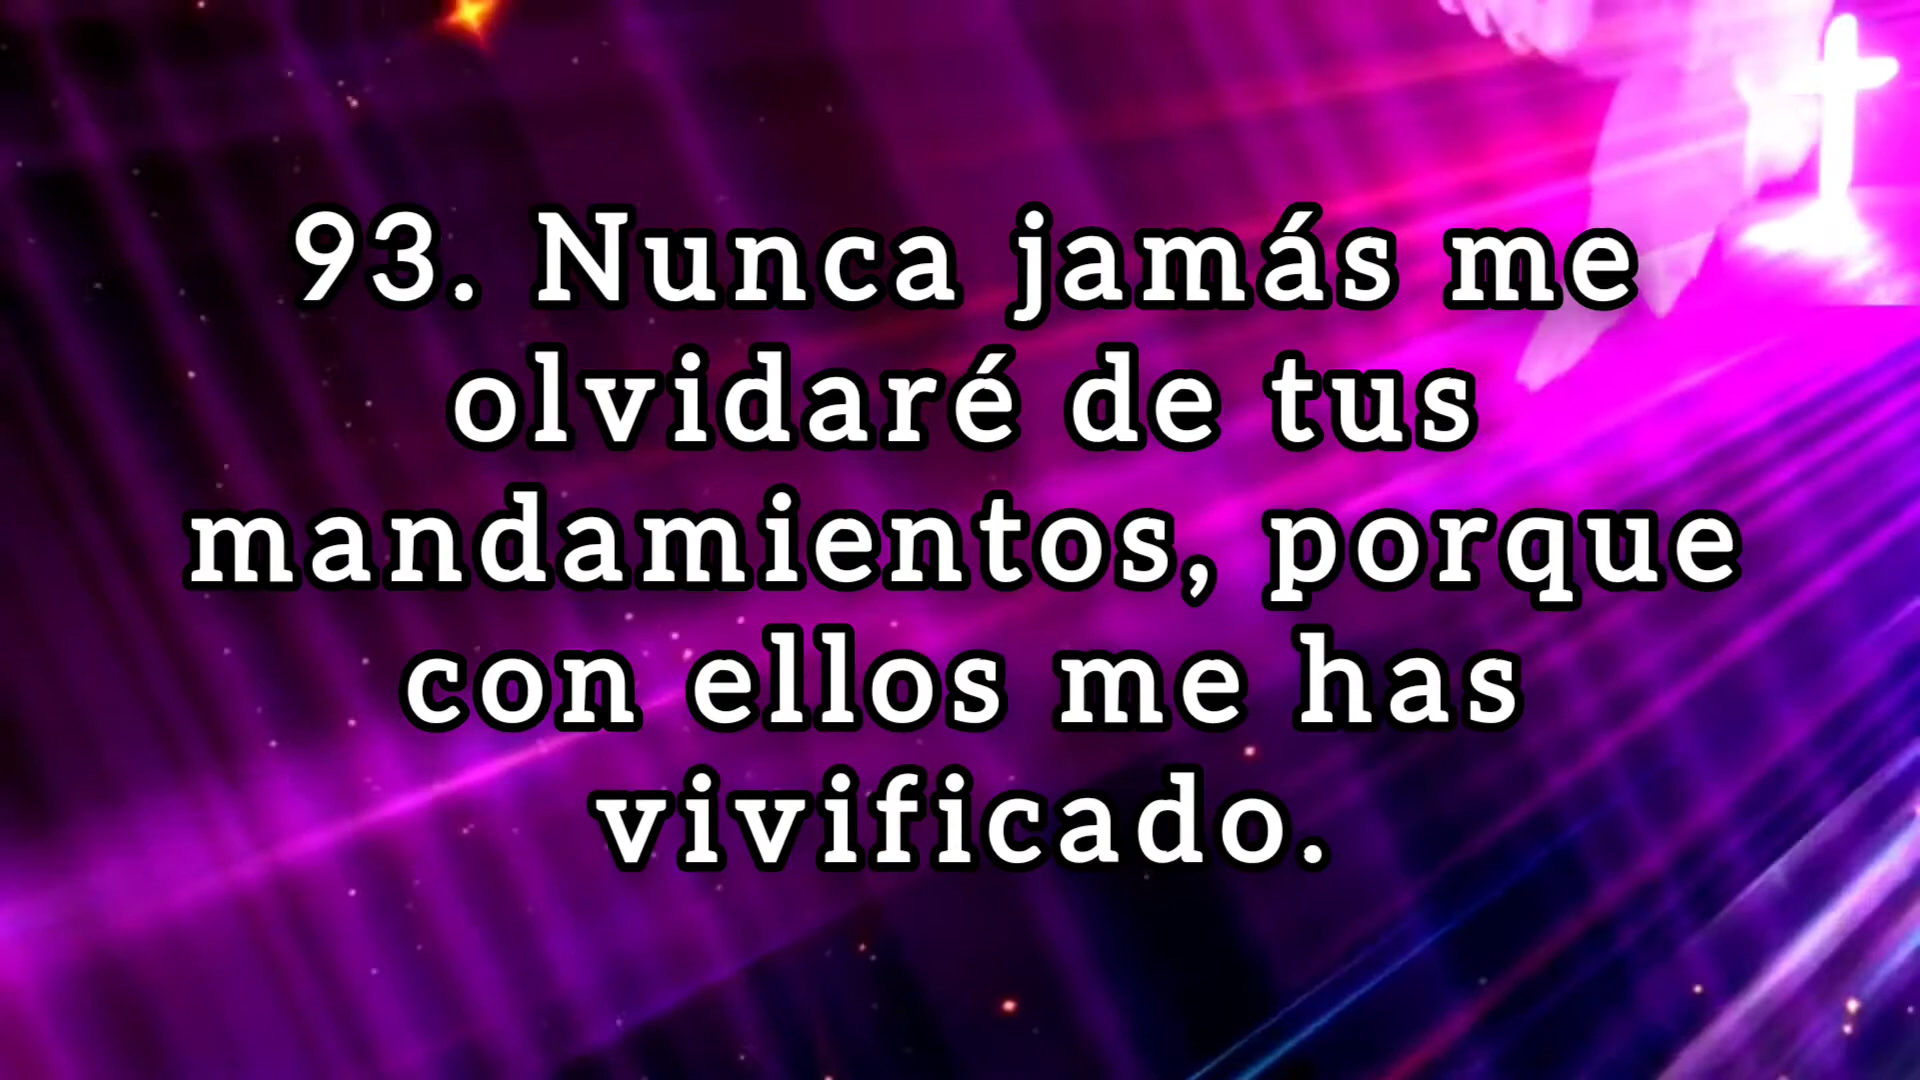 93. Nunca jamás me
olvidaré de tus
mandamientos, porque
con ellos me has
vivificado.